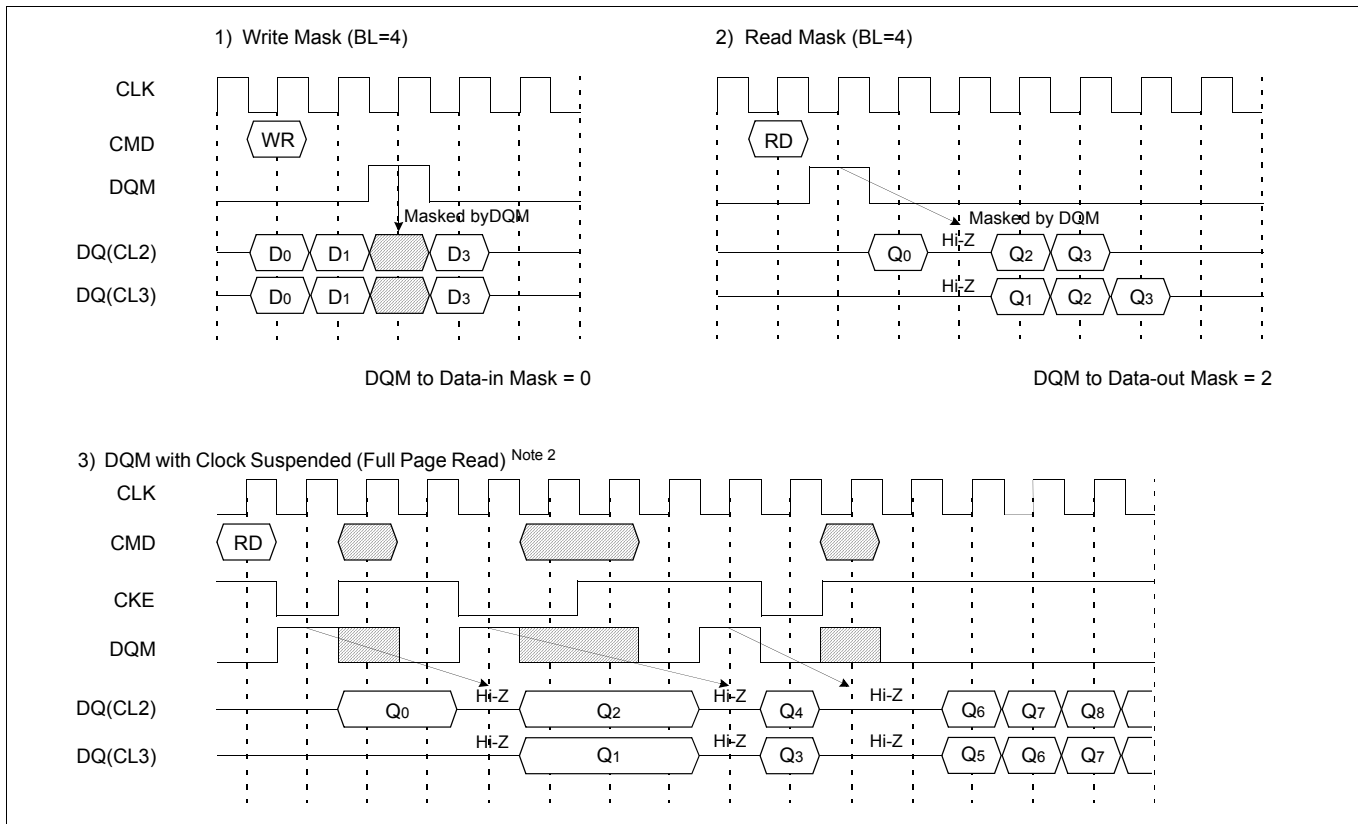 1) Write Mask (BL=4)
2) Read Mask (BL=4)
CLK
CMD
WR
RD
DQM
Masked byDQM
Masked by DQM
DQ(CL2)
D0
D1
D3
Q0
Hi-Z
Q2
Q3
DQ(CL3)
D0
D1
D3
Hi-Z
Q1
Q2
Q3
DQM to Data-in Mask = 0
DQM to Data-out Mask = 2
3) DQM with Clock Suspended (Full Page Read) Note 2
CLK
CMD
RD
CKE
DQM
DQ(CL2)
Q0
Hi-Z
Q2
Hi-Z
Q4
Hi-Z
Q6
Q7
Q8
DQ(CL3)
Hi-Z
Q1
Hi-Z
Q3
Hi-Z
Q5
Q6
Q7